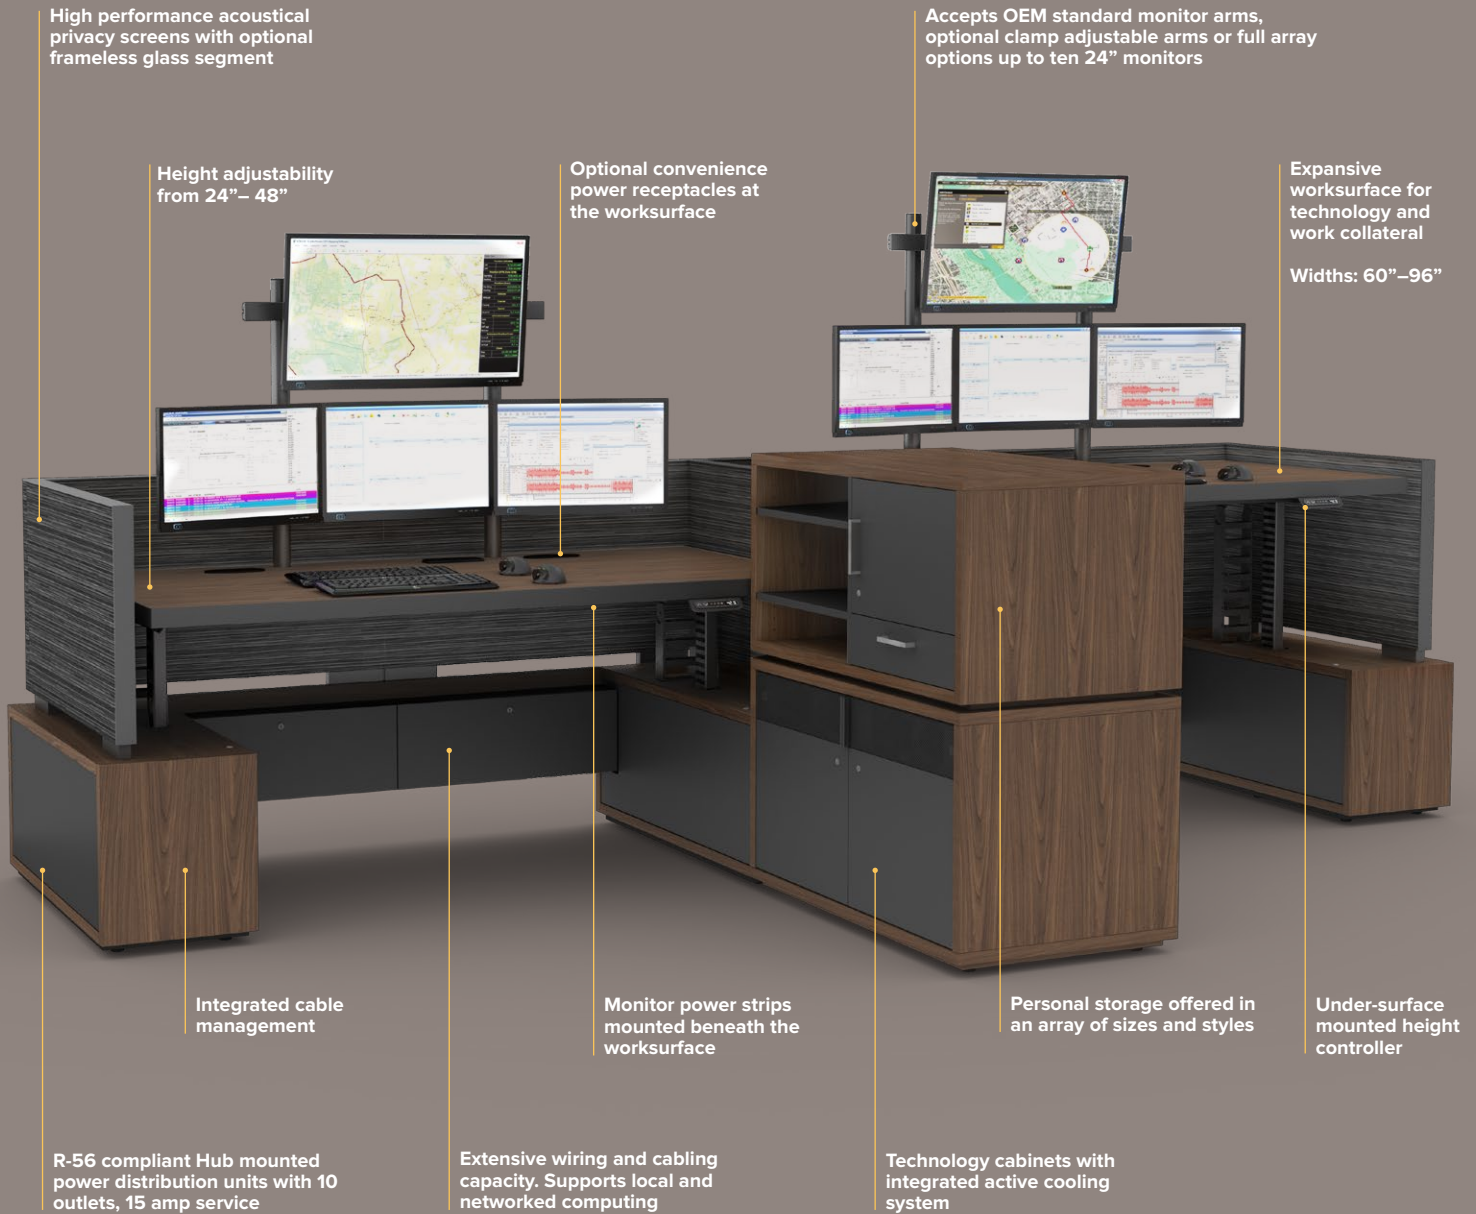 High performance acoustical
privacy screens with optional
frameless glass segment
Accepts OEM standard monitor arms,
optional clamp adjustable arms or full array
options up to ten 24” monitors
Height adjustability
from 24”– 48”
Optional convenience
power receptacles at
the worksurface
Expansive
worksurface for
technology and
work collateral
Widths: 60”–96”
Integrated cable
management
Monitor power strips
mounted beneath the
worksurface
Personal storage offered in
an array of sizes and styles
Under-surface
mounted height
controller
R-56 compliant Hub mounted
power distribution units with 10
outlets, 15 amp service
Extensive wiring and cabling
capacity. Supports local and
networked computing
Technology cabinets with
integrated active cooling
system